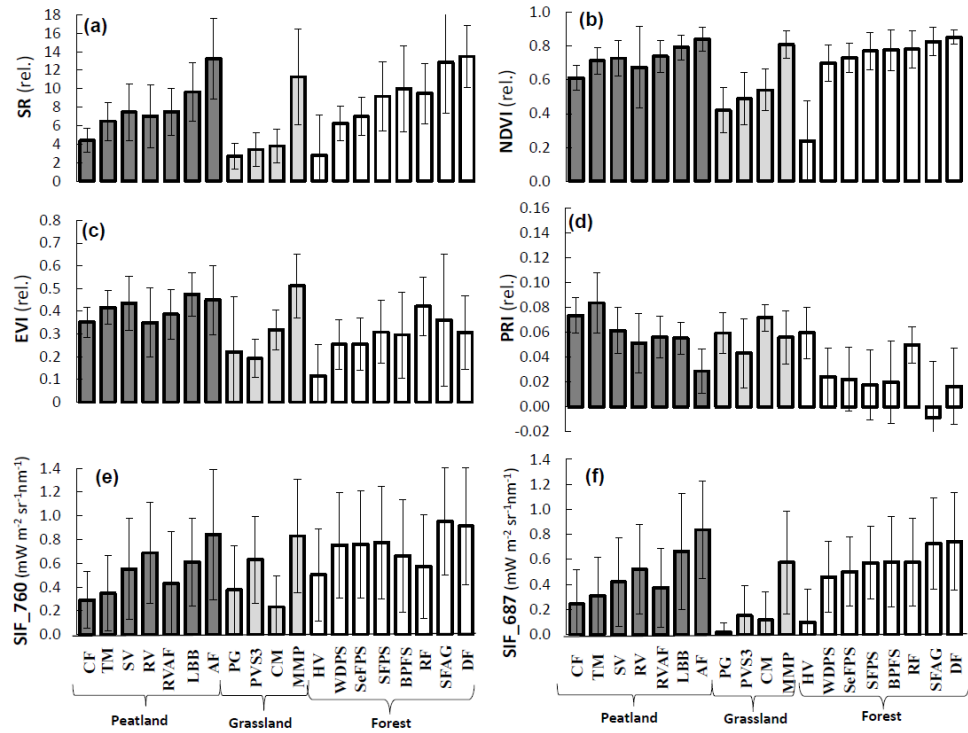 (a)
SR (rel.)
18
16
14
12
10
8
6
4
2
0
(b)
NDVI (rel.)
1.0
0.8
0.6
0.4
0.2
0.0
(c)
EVI (rel.)
0.8
0.7
0.6
0.5
0.4
0.3
0.2
0.1
0
(d)
PRI (rel.)
0.16
0.14
0.12
0.10
0.08
0.06
0.04
0.02
0.00
-0.02
(e)
SIF_760 (mW m-2 sr-1nm-1)
1.4
1.2
1.0
0.8
0.6
0.4
0.2
0.0
CF
TM
SV
RV
RVAF
LBB
AF
PG
PVS3
CM
MMP
HV
WDPS
SeFPS
SFPS
BPFS
RF
SFAG
DF
Peatland
Grassland
Forest
(f)
SIF_687 (mW m-2 sr-1nm-1)
1.4
1.2
1.0
0.8
0.6
0.4
0.2
0.0
CF
TM
SV
RV
RVAF
LBB
AF
PG
PVS3
CM
MMP
HV
WDPS
SeFPS
SFPS
BPFS
RF
SFAG
DF
Peatland
Grassland
Forest